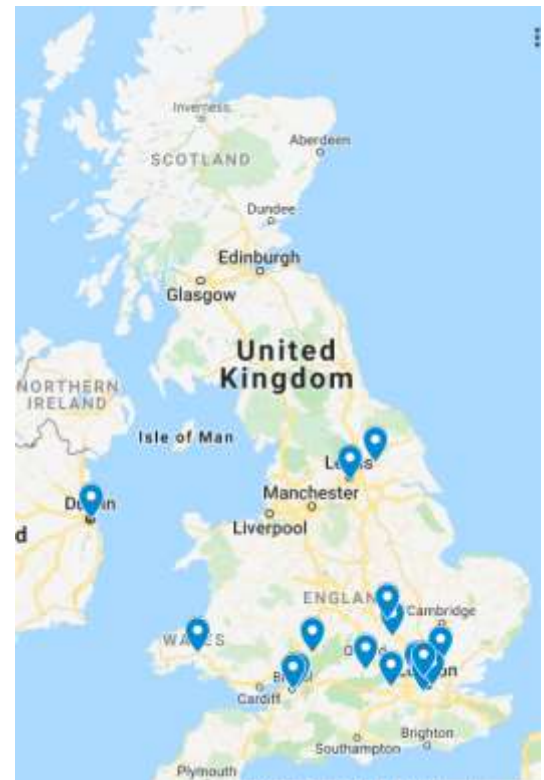 Inverness
Aberdeen
SCOTLAND
Dundee
Edinburgh
Glasgow
United
Kingdom
NORTHERN
IRELAND
Isle of Man
Manchester
Liverpool
d
ENGLAN
Cambridge
Cardiff
Brighton
Southampton
Plymouth